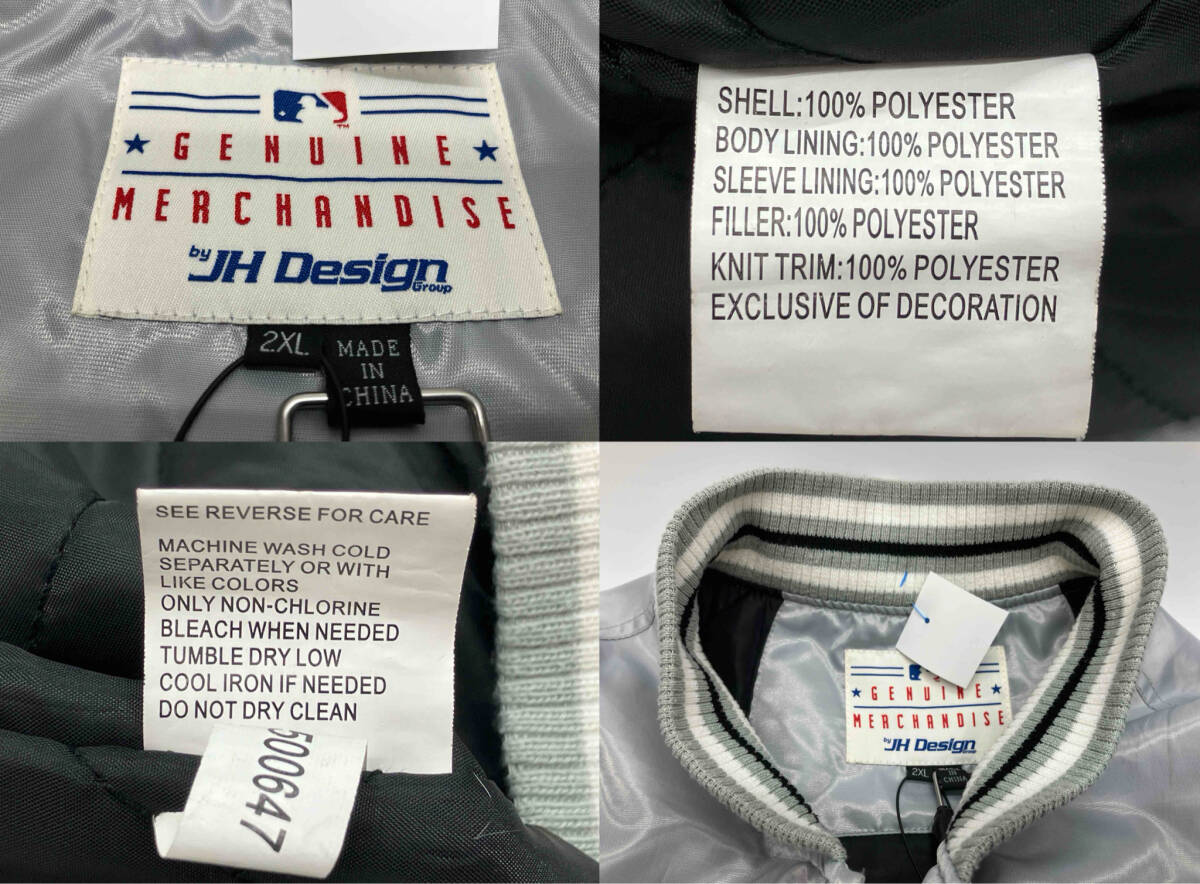 GENUINE
MERCHANDISE
by JH Design
Group
2XL
MADE
IN
CHINA
SHELL:100% POLYESTER
BODY LINING:100% POLYESTER
SLEEVE LINING:100% POLYESTER
FILLER:100% POLYESTER
KNIT TRIM:100% POLYESTER
EXCLUSIVE OF DECORATION
SEE REVERSE FOR CARE
MACHINE WASH COLD
SEPARATELY OR WITH
LIKE COLORS
ONLY NON-CHLORINE
BLEACH WHEN NEEDED
TUMBLE DRY LOW
COOL IRON IF NEEDED
DO NOT DRY CLEAN
500647
GENUINE
MERCHANDISE
by JH Design
Group
2XL
IN
CHINA